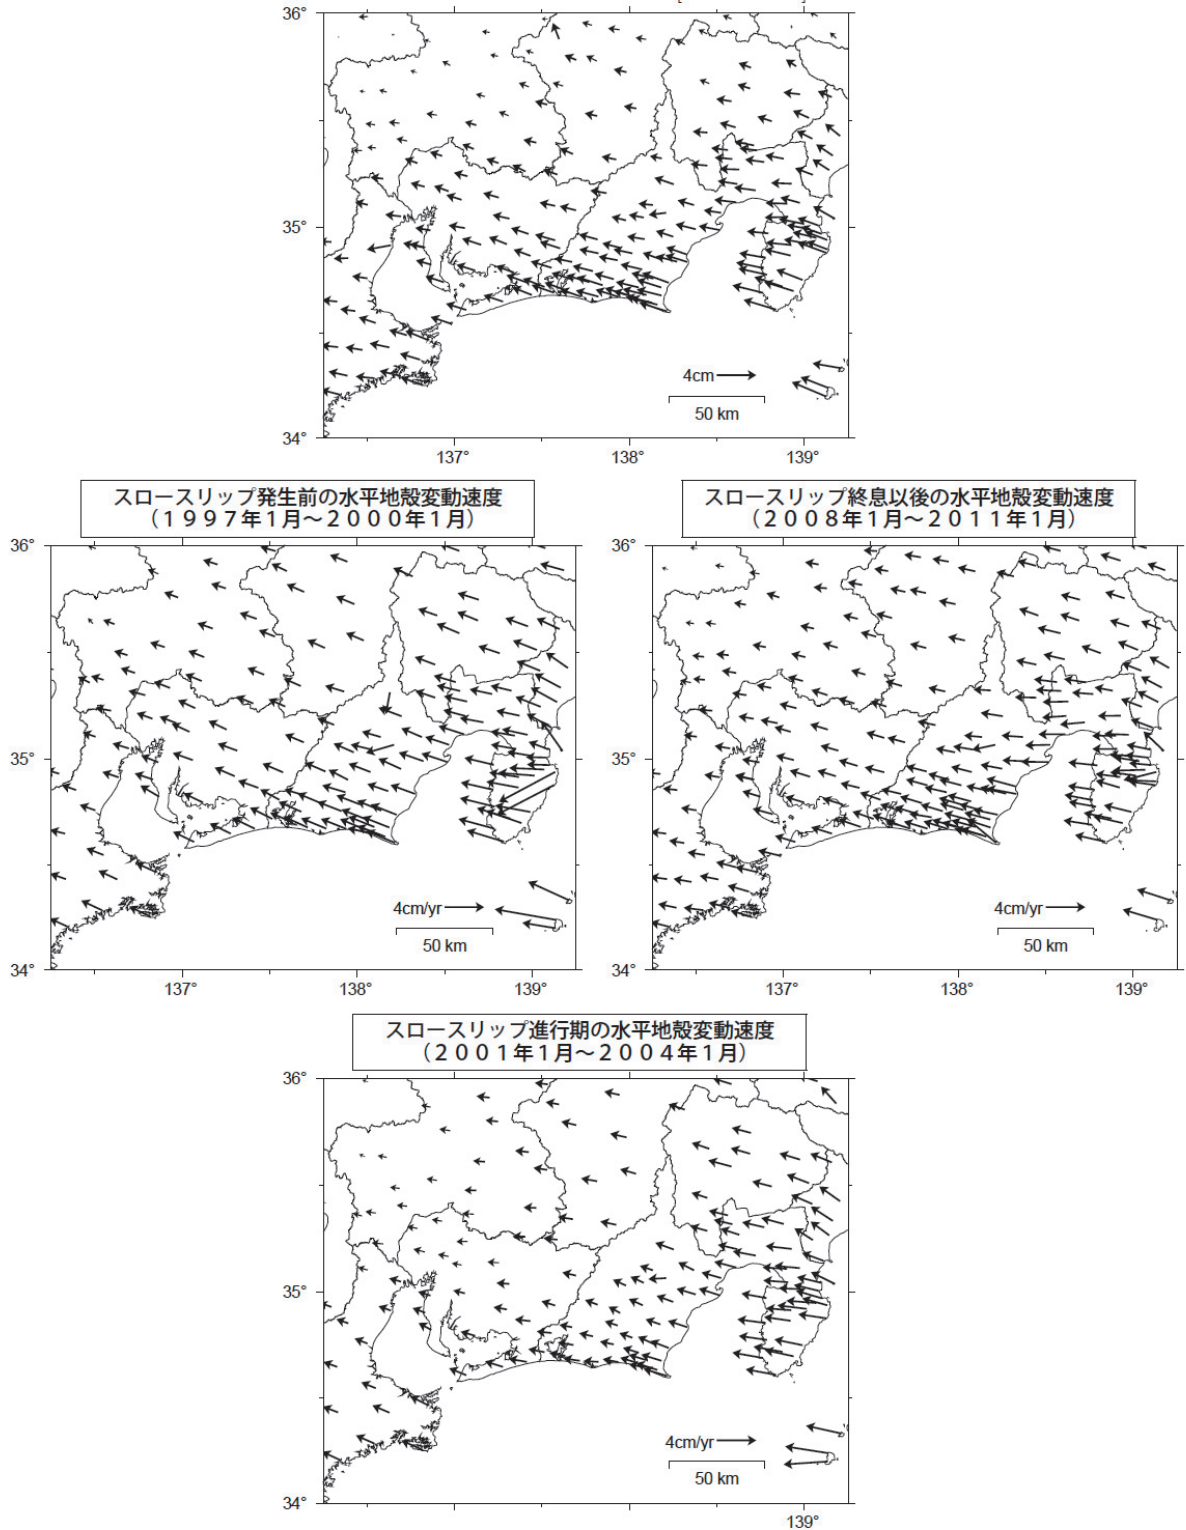 36°
35°
34°
4cm
50 km
137°
138°
139°
スロースリップ発生前の水平地殻変動速度
（１９９７年１月～２０００年１月）
36°
35°
34°
4cm/yr
50 km
137°
138°
139°
スロースリップ終息以後の水平地殻変動速度
（２００８年１月～２０１１年１月）
36°
35°
34°
4cm/yr
50 km
137°
138°
139°
スロースリップ進行期の水平地殻変動速度
（２００１年１月～２００４年１月）
36°
35°
34°
4cm/yr
50 km
139°